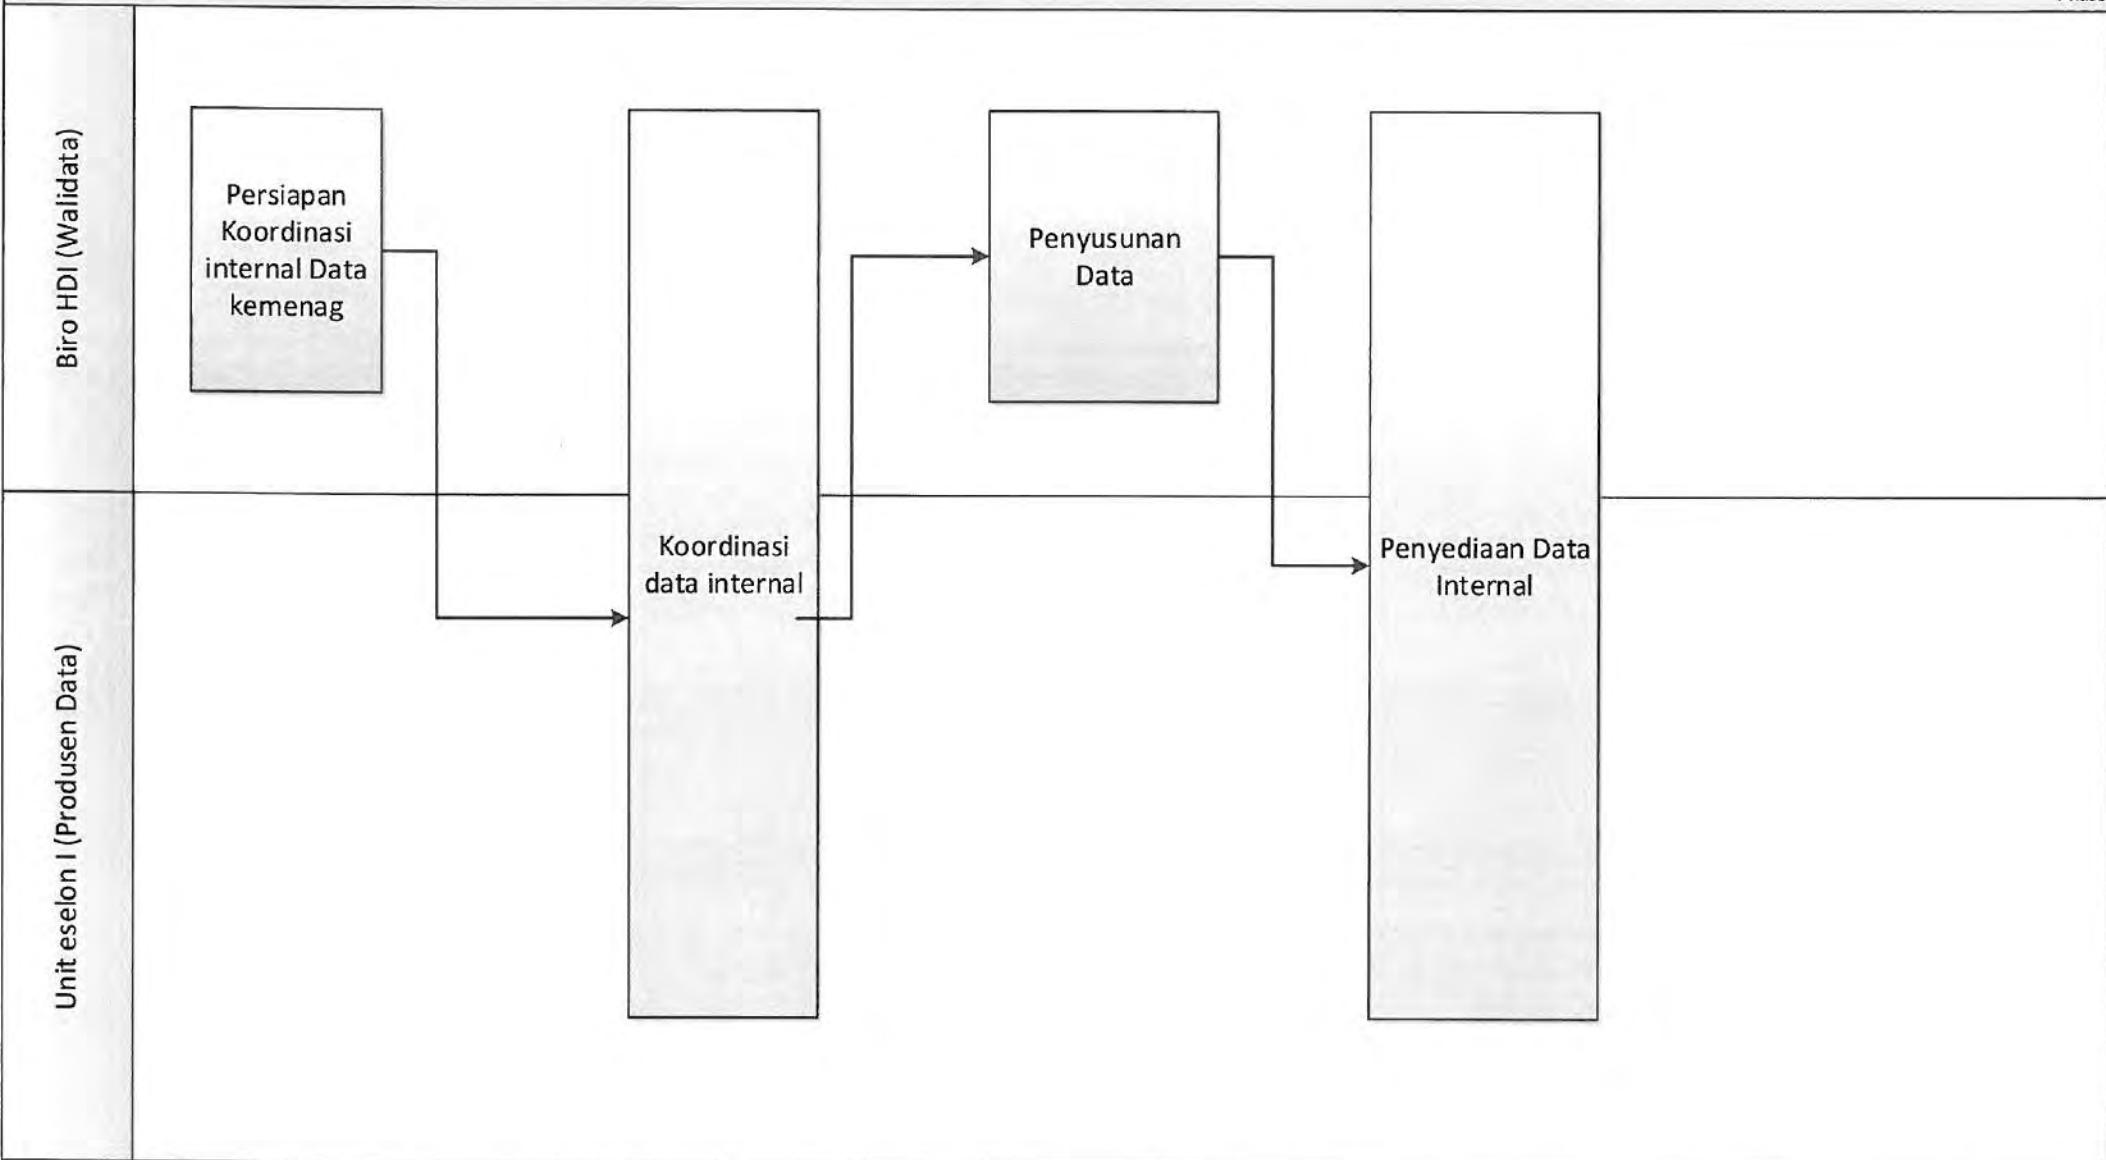 Biro HDI (Walidata)
Persiapan
Koordinasi
internal Data
kemenag
Penyusunan
Data
Koordinasi
data internal
Penyediaan Data
Internal
Unit eselon I (Produsen Data)